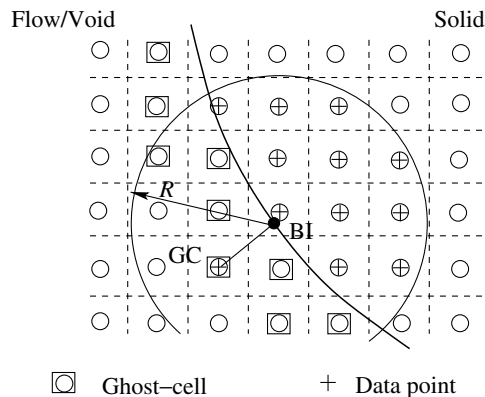 Flow/Void
Solid
R
BI
GC
Ghost−cell
Data point